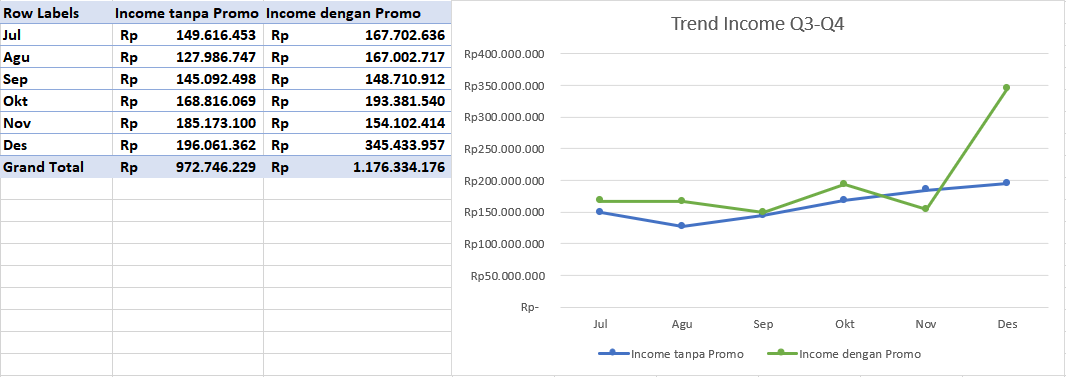 Row Labels Income tanpa Promo Income dengan Promo
Jul Rp 149.616.453 Rp 167.702.636
Agu Rp 127.986.747 Rp 167.002.717
Sep Rp 145.092.498 Rp 148.710.912
Okt Rp 168.816.069 Rp 193.381.540
Nov Rp 185.173.100 Rp 154.102.414
Des Rp 196.061.362 Rp 345.433.957
Grand Total Rp 972.746.229 Rp 1.176.334.176
Trend Income Q3-Q4
Rp400.000.000
Rp350.000.000
Rp300.000.000
Rp250.000.000
Rp200.000.000
Rp150.000.000
Rp100.000.000
Rp50.000.000
Rp-
Jul Agu Sep Okt Nov Des
Income tanpa Promo Income dengan Promo